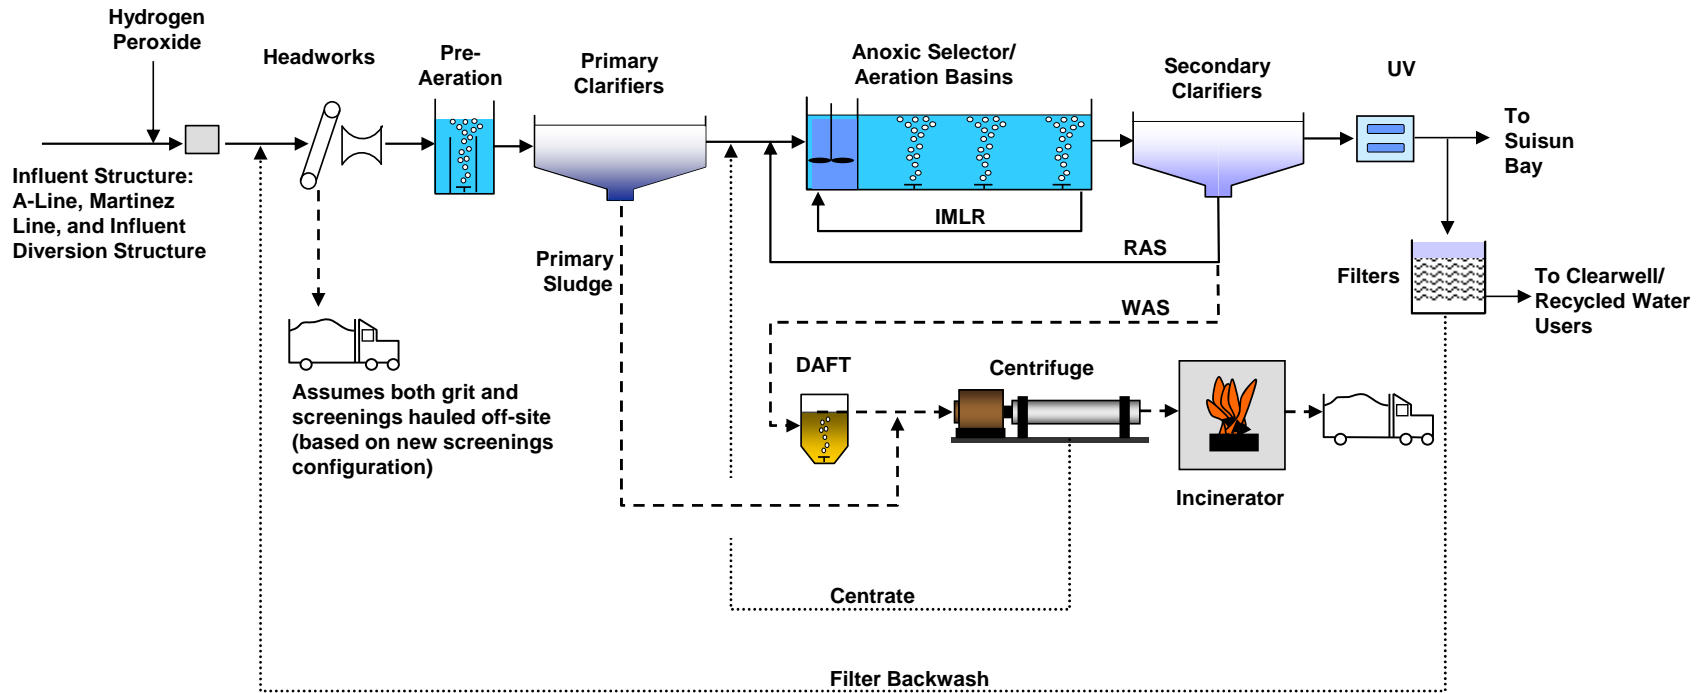 Hydrogen
Peroxide
Headworks
Pre-
Aeration
Primary
Clarifiers
Anoxic Selector/
Aeration Basins
Secondary
Clarifiers
UV
To
Suisun
Bay
Influent Structure:
A-Line, Martinez
Line, and Influent
Diversion Structure
IMLR
RAS
Primary
Sludge
WAS
Filters
To Clearwell/
Recycled Water
Users
DAFT
Centrifuge
Assumes both grit and
screenings hauled off-site
(based on new screenings
configuration)
Incinerator
Centrate
Filter Backwash